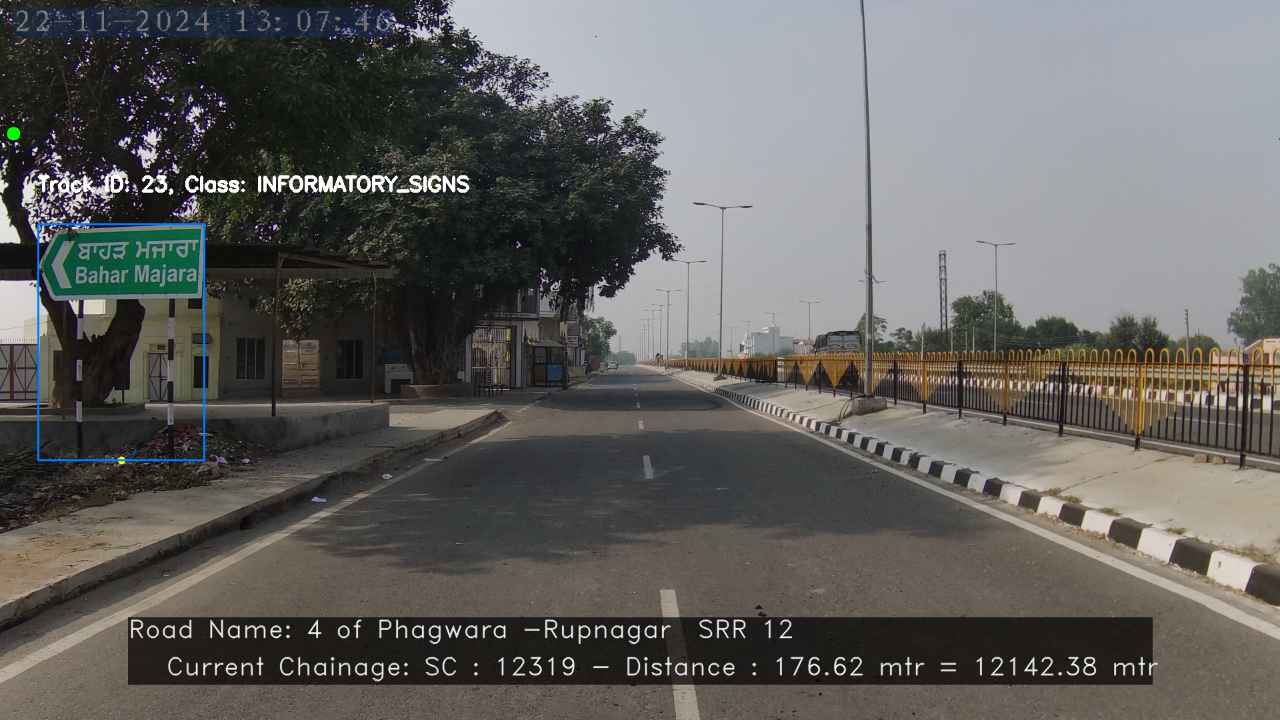 22-11-2024 13:07:46
Track ID: 23, Class: INFORMATORY_SIGNS
ਬਾਹੜ ਮਜਾਰਾ
Bahar Majara
Road Name: 4 of Phagwara -Rupnagar SRR 12
Current Chainage: SC : 12319 - Distance : 176.62 mtr = 12142.38 mtr